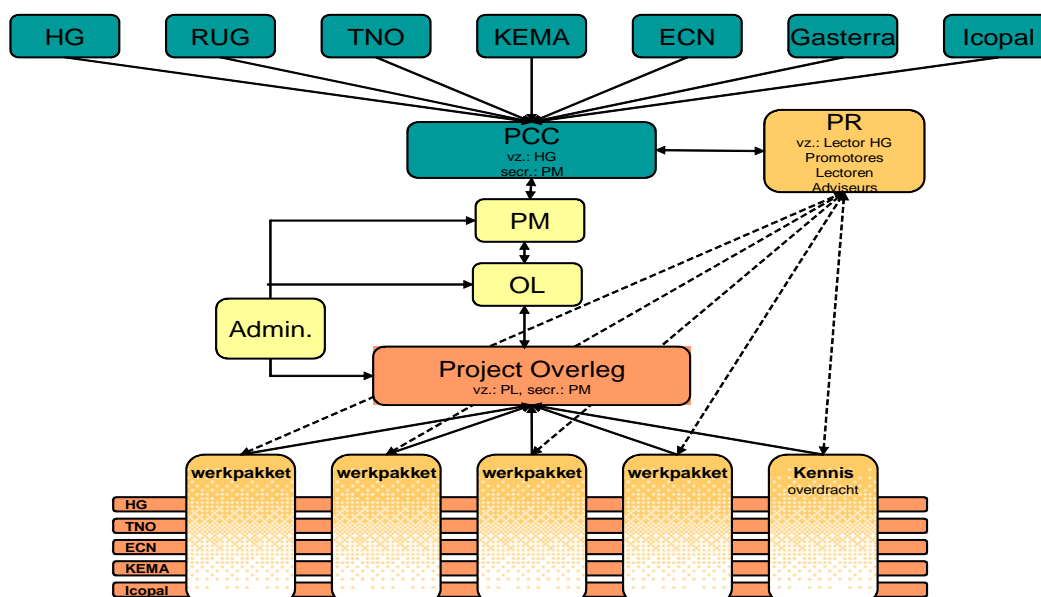 HG
RUG
TNO
KEMA
ECN
Gasterra
Icopal
PCC
vz.: HG
secr.: PM
PR
vz.: Lector HG
Promotores
Lectoren
Adviseurs
PM
OL
Admin.
Project Overleg
vz.: PL, secr.: PM
werkpakket
werkpakket
werkpakket
werkpakket
Kennis
overdracht
HG
TNO
ECN
KEMA
Icopal